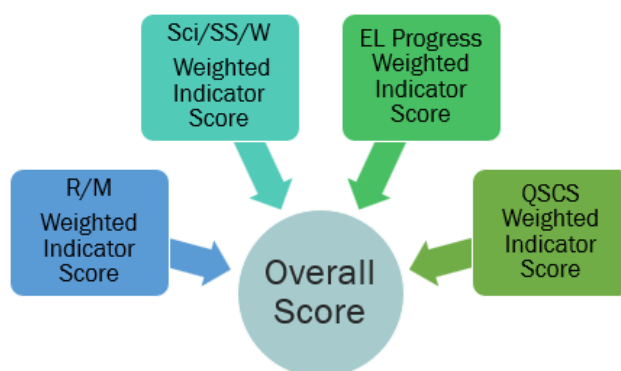 Sci/SS/W
Weighted
Indicator
Score
EL Progress
Weighted
Indicator
Score
R/M
Weighted
Indicator
Score
QSCS
Weighted
Indicator
Score
Overall
Score